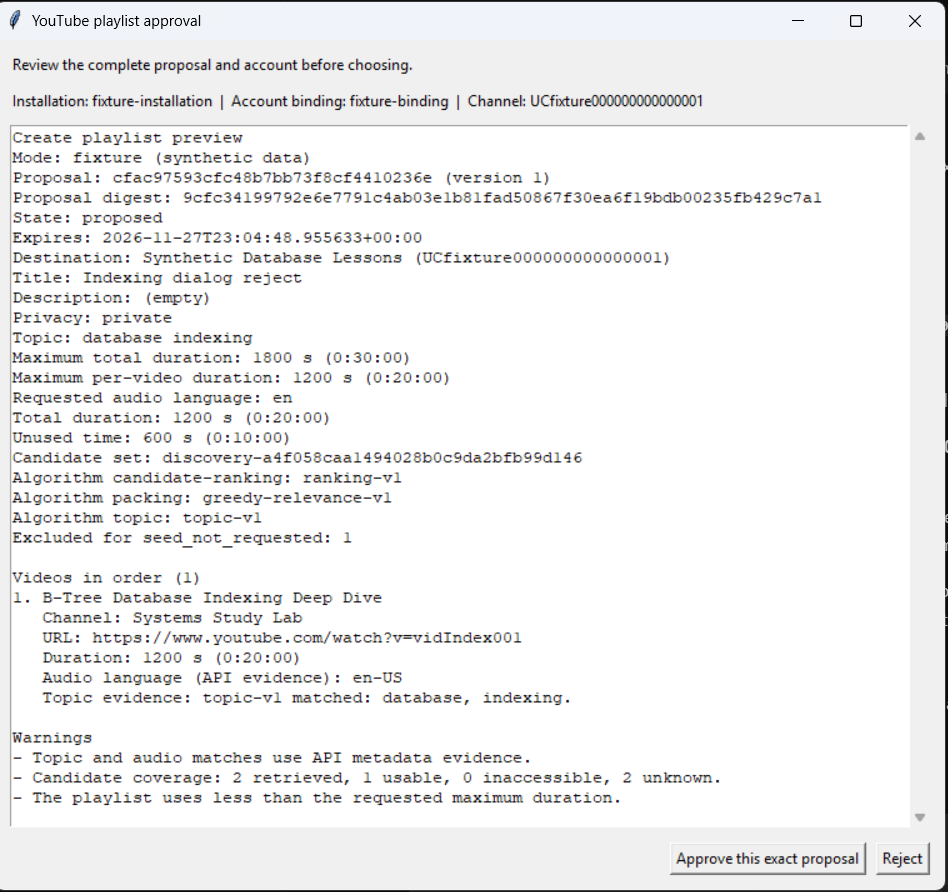 YouTube playlist approval
Review the complete proposal and account before choosing.
Installation: fixture-installation | Account binding: fixture-binding | Channel: UCfixture000000000000001
Create playlist preview
Mode: fixture (synthetic data)
Proposal: cfac97593cfc48b7bb73f8cf4410236e (version 1)
Proposal digest: 9cfc34199792e6e7791c4ab03e1b81fad50867f30ea6f19bdb00235fb429c7a1
State: proposed
Expires: 2026-11-27T23:04:48.955633+00:00
Destination: Synthetic Database Lessons (UCfixture000000000000001)
Title: Indexing dialog reject
Description: (empty)
Privacy: private
Topic: database indexing
Maximum total duration: 1800 s (0:30:00)
Maximum per-video duration: 1200 s (0:20:00)
Requested audio language: en
Total duration: 1200 s (0:20:00)
Unused time: 600 s (0:10:00)
Candidate set: discovery-a4f058caa1494028b0c9da2bfb99d146
Algorithm candidate-ranking: ranking-v1
Algorithm packing: greedy-relevance-v1
Algorithm topic: topic-v1
Excluded for seed_not_requested: 1
Videos in order (1)
1. B-Tree Database Indexing Deep Dive
Channel: Systems Study Lab
URL: https://www.youtube.com/watch?v=vidIndex001
Duration: 1200 s (0:20:00)
Audio language (API evidence): en-US
Topic evidence: topic-v1 matched: database, indexing.
Warnings
- Topic and audio matches use API metadata evidence.
- Candidate coverage: 2 retrieved, 1 usable, 0 inaccessible, 2 unknown.
- The playlist uses less than the requested maximum duration.
Approve this exact proposal
Reject